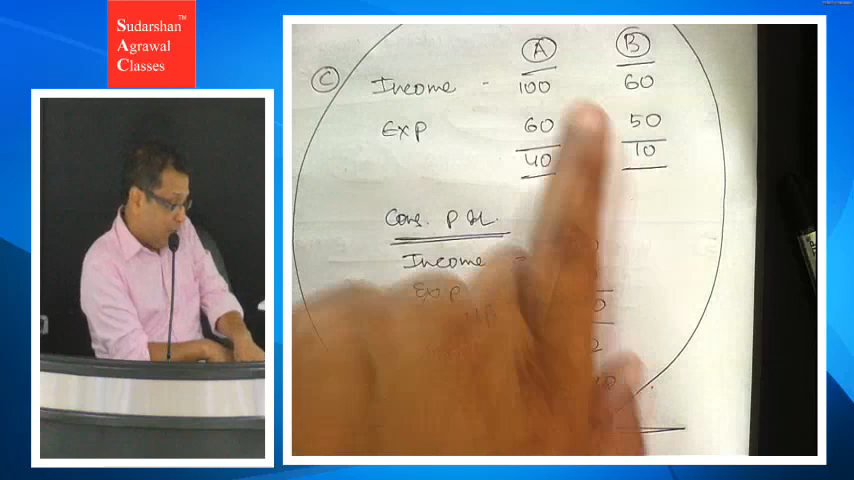 Sudarshan™
Agrawal
Classes
S
A
C
A B
C Income - 100 60
Exp 60 50
40 10
Cons. P &L.
Income =
Exp